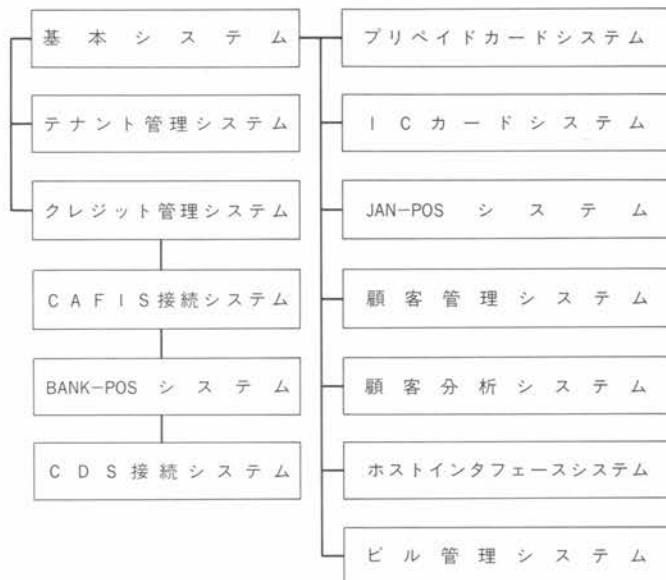 基本システム
テナント管理システム
クレジット管理システム
CAFIS接続システム
BANK-POS システム
CDS接続システム
プリペイドカードシステム
ICカードシステム
JAN-POS システム
顧客管理システム
顧客分析システム
ホストインタフェースシステム
ビル管理システム